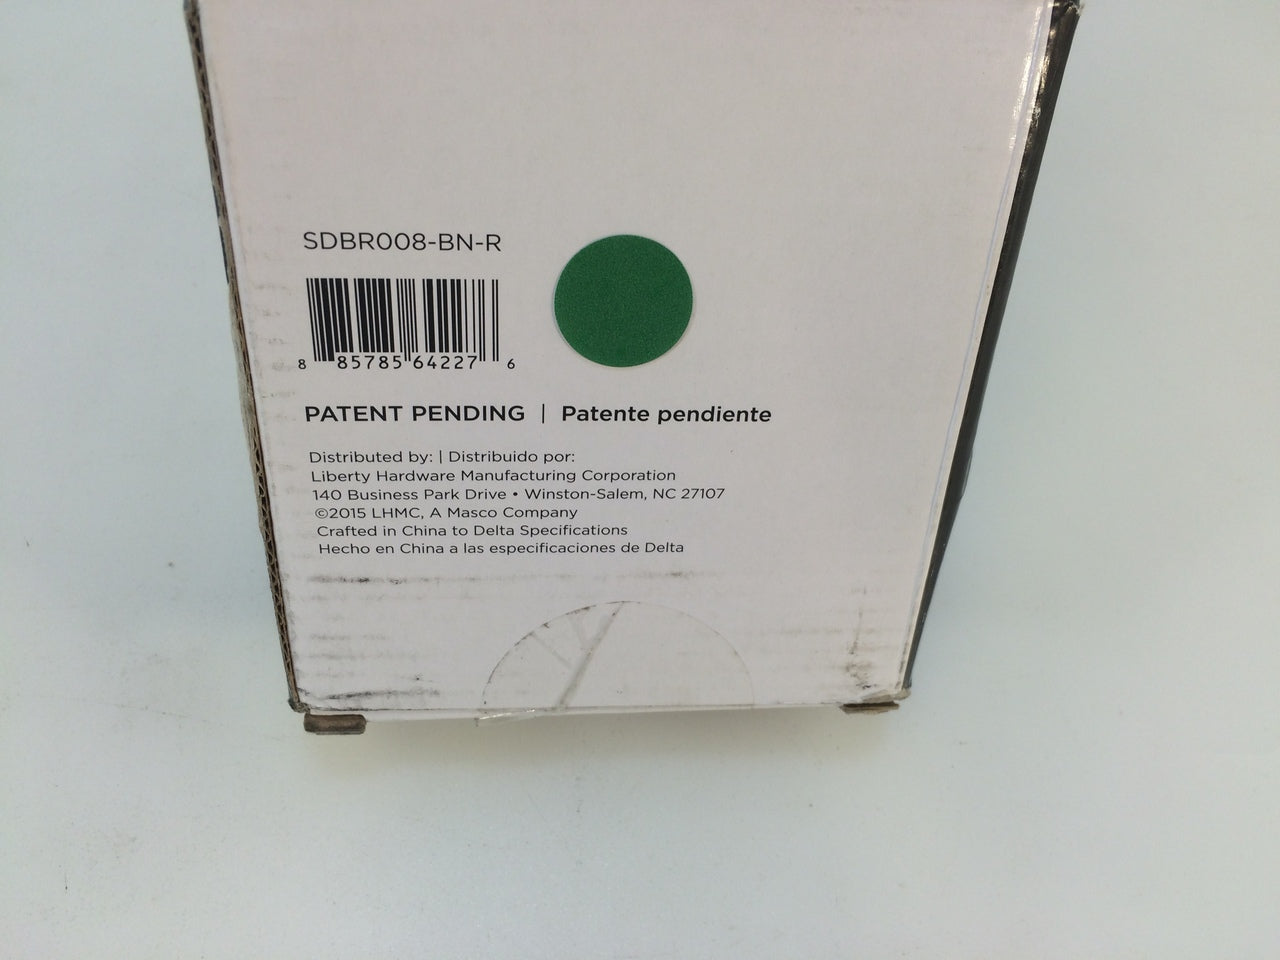 SDBR008-BN-R
8 85785 64227 6
PATENT PENDING | Patente pendiente
Distributed by: | Distribuido por:
Liberty Hardware Manufacturing Corporation
140 Business Park Drive • Winston-Salem, NC 27107
©2015 LHMC, A Masco Company
Crafted in China to Delta Specifications
Hecho en China a las especificaciones de Delta